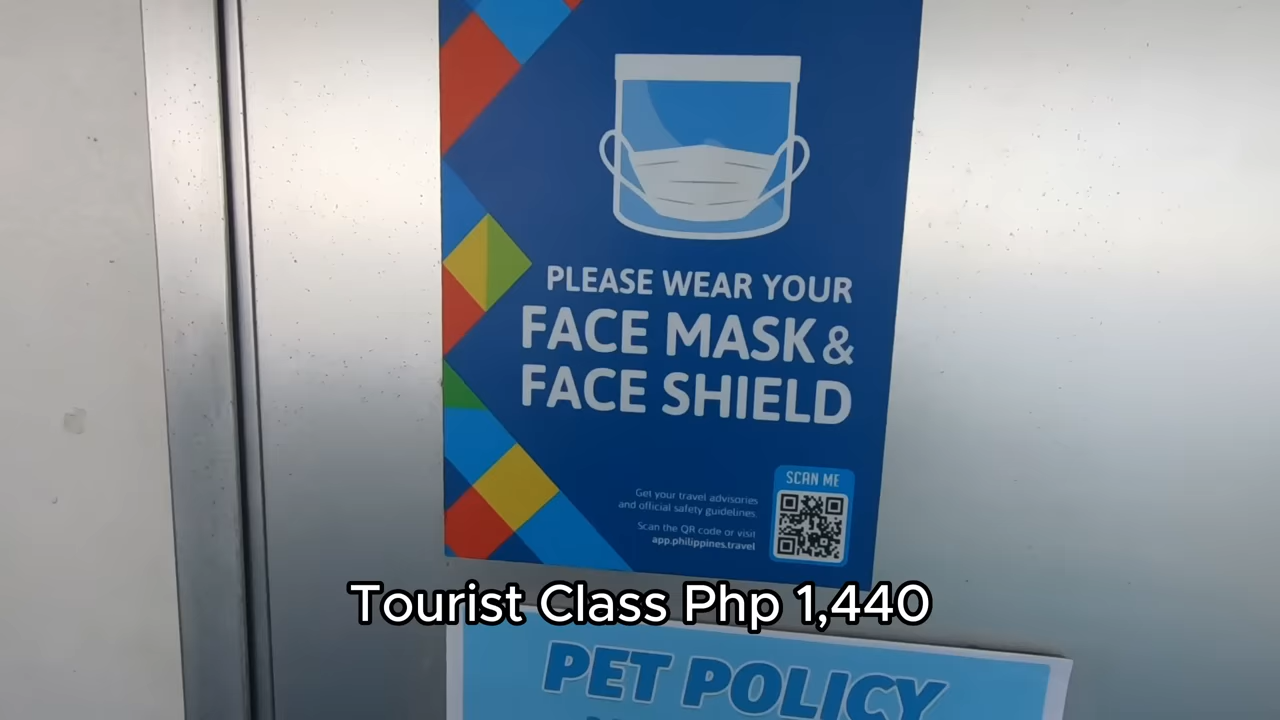 PLEASE WEAR YOUR
FACE MASK &
FACE SHIELD
SCAN ME
Get your travel advisories
and official safety guidelines.
Scan the QR code or visit
app.philippines.travel
Tourist Class Php 1,440
PET POLICY